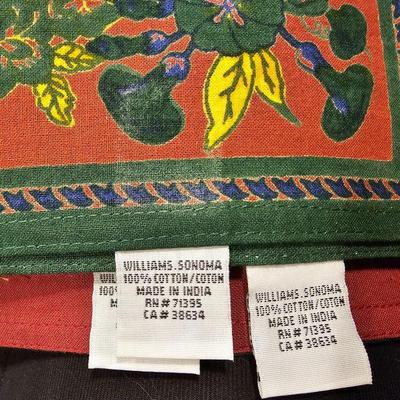 WILLIAMS.SONOMA
100% COTTON/COTON
MADE IN INDIA
RN# 71395
CA# 38634
WILLIAMS.SONOMA
100% COTTON/COTON
MADE IN INDIA
RN# 71395
CA# 38634